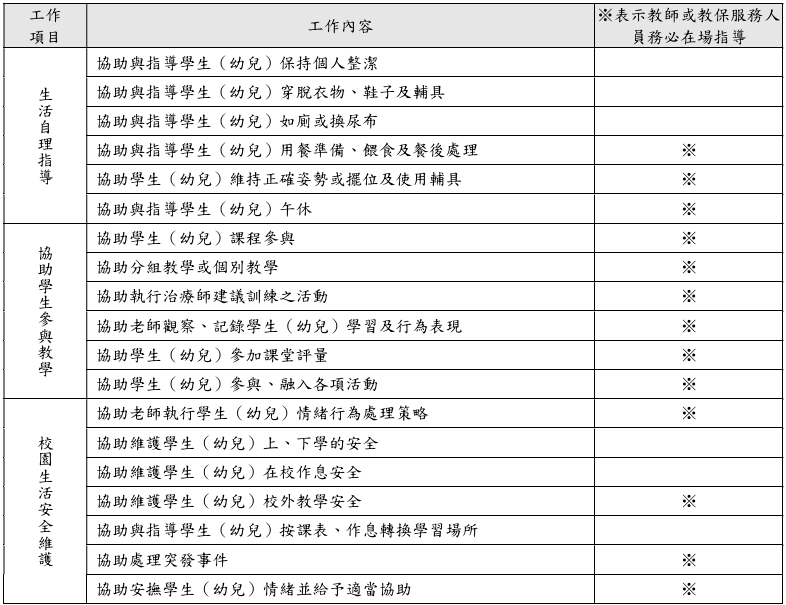 工作
項目
工作內容
※表示教師或教保服務人
員務必在場指導
生活自理指導
協助與指導學生（幼兒）保持個人整潔
協助與指導學生（幼兒）穿脫衣物、鞋子及輔具
協助與指導學生（幼兒）如廁或換尿布
協助與指導學生（幼兒）用餐準備、餵食及餐後處理 ※
協助學生（幼兒）維持正確姿勢或擺位及使用輔具 ※
協助與指導學生（幼兒）午休 ※
協助學生參與教學
協助學生（幼兒）課程參與 ※
協助分組教學或個別教學 ※
協助執行治療師建議訓練之活動 ※
協助老師觀察、記錄學生（幼兒）學習及行為表現 ※
協助學生（幼兒）參加課堂評量 ※
協助學生（幼兒）參與、融入各項活動 ※
校園生活安全維護
協助老師執行學生（幼兒）情緒行為處理策略 ※
協助維護學生（幼兒）上、下學的安全
協助維護學生（幼兒）在校作息安全
協助維護學生（幼兒）校外教學安全 ※
協助與指導學生（幼兒）按課表、作息轉換學習場所
協助處理突發事件 ※
協助安撫學生（幼兒）情緒並給予適當協助 ※